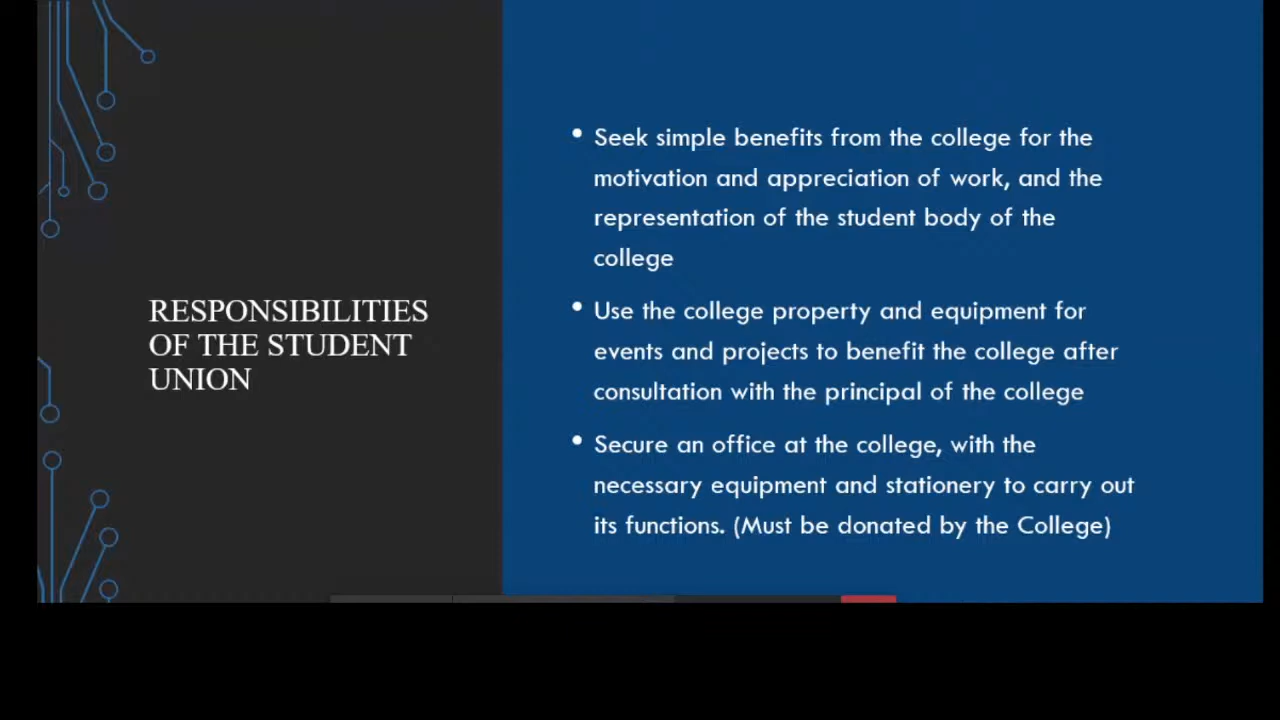 RESPONSIBILITIES
OF THE STUDENT
UNION
• Seek simple benefits from the college for the
motivation and appreciation of work, and the
representation of the student body of the
college
• Use the college property and equipment for
events and projects to benefit the college after
consultation with the principal of the college
• Secure an office at the college, with the
necessary equipment and stationery to carry out
its functions. (Must be donated by the College)